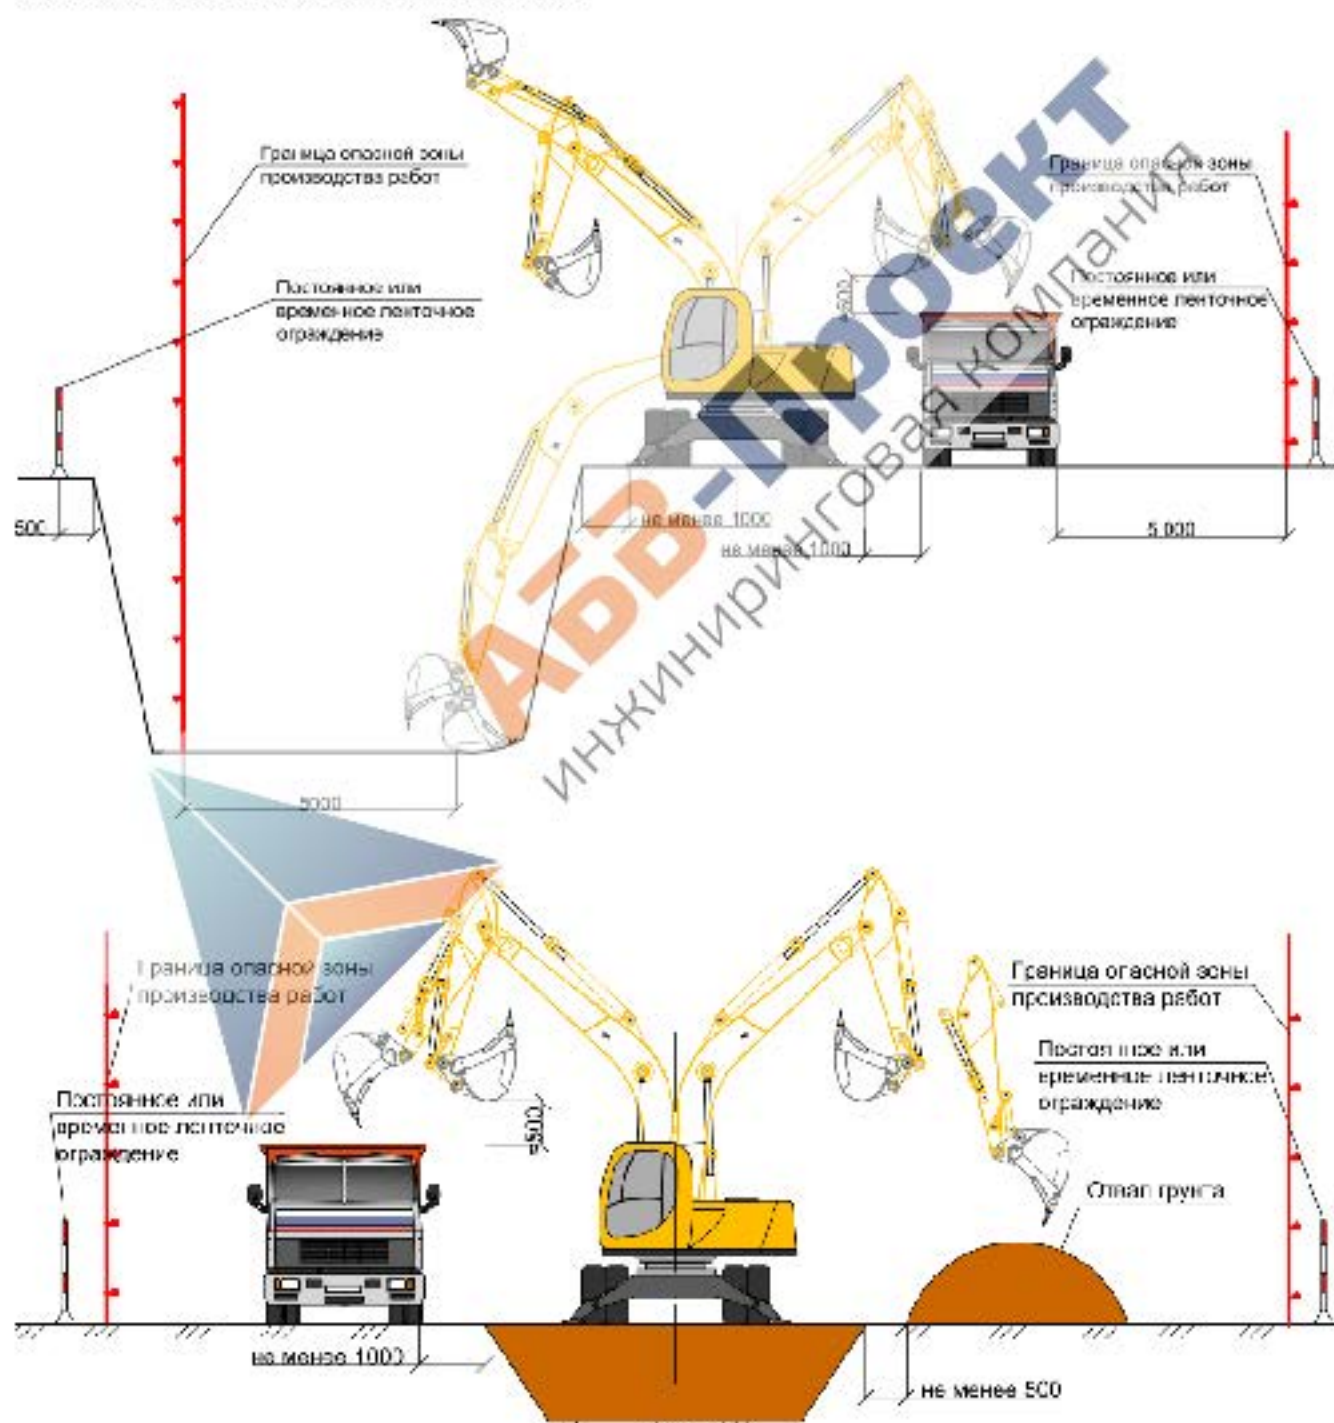 Граница опасной зоны
производства работ
Граница опасной зоны
производства работ
Постоянное или
временное ленточное
ограждение
Постоянное или
временное ленточное
ограждение
500
500
не менее 1000
не менее 1000
5 000
5000
АБВ-Проект
инжиниринговая компания
Граница опасной зоны
производства работ
Граница опасной зоны
производства работ
Постоянное или
временное ленточное
ограждение
Постоянное или
временное ленточное
ограждение
500
Отвал грунта
не менее 1000
не менее 500